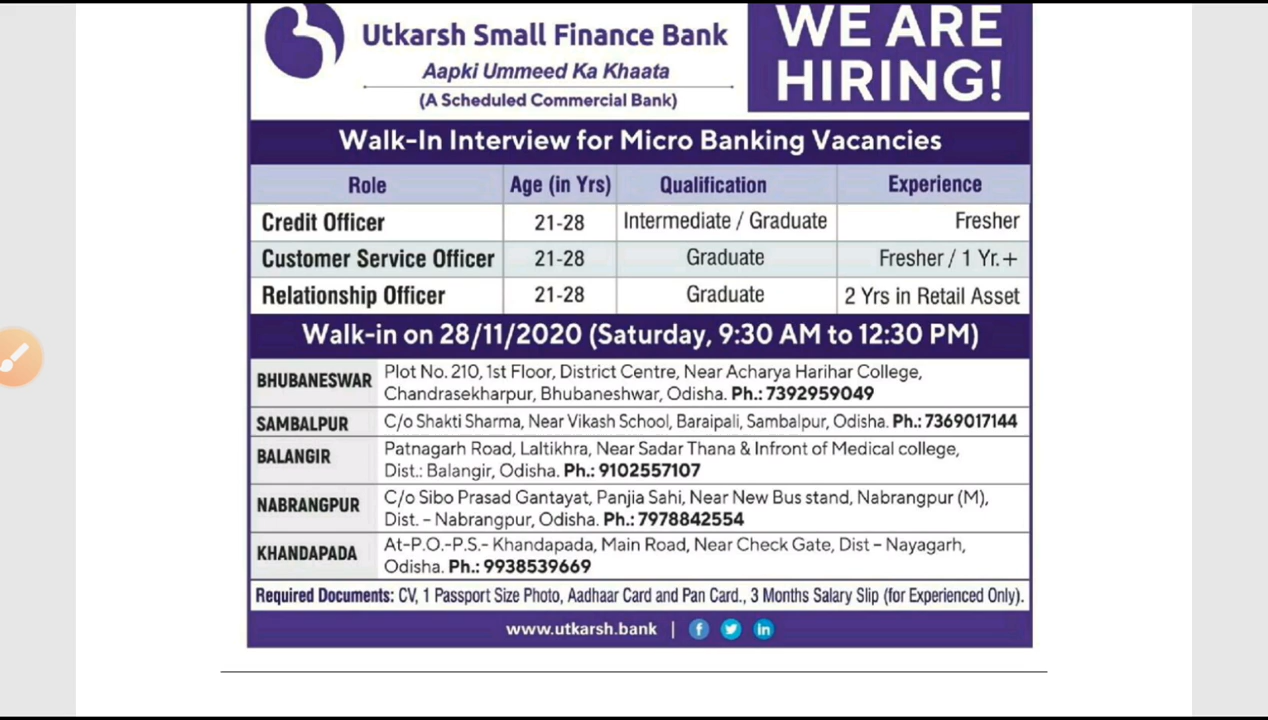 Utkarsh Small Finance Bank
Aapki Ummeed Ka Khaata
(A Scheduled Commercial Bank)
WE ARE
HIRING!
Walk-In Interview for Micro Banking Vacancies
Role Age (in Yrs) Qualification Experience
Credit Officer 21-28 Intermediate / Graduate Fresher
Customer Service Officer 21-28 Graduate Fresher / 1 Yr.+
Relationship Officer 21-28 Graduate 2 Yrs in Retail Asset
Walk-in on 28/11/2020 (Saturday, 9:30 AM to 12:30 PM)
BHUBANESWAR
Plot No. 210, 1st Floor, District Centre, Near Acharya Harihar College,
Chandrasekharpur, Bhubaneshwar, Odisha. Ph.: 7392959049
SAMBALPUR
C/o Shakti Sharma, Near Vikash School, Baraipali, Sambalpur, Odisha. Ph.: 7369017144
BALANGIR
Patnagarh Road, Laltikhra, Near Sadar Thana & Infront of Medical college,
Dist.: Balangir, Odisha. Ph.: 9102557107
NABRANGPUR
C/o Sibo Prasad Gantayat, Panjia Sahi, Near New Bus stand, Nabrangpur (M),
Dist. – Nabrangpur, Odisha. Ph.: 7978842554
KHANDAPADA
At-P.O.-P.S.- Khandapada, Main Road, Near Check Gate, Dist – Nayagarh,
Odisha. Ph.: 9938539669
Required Documents: CV, 1 Passport Size Photo, Aadhaar Card and Pan Card., 3 Months Salary Slip (for Experienced Only).
www.utkarsh.bank |